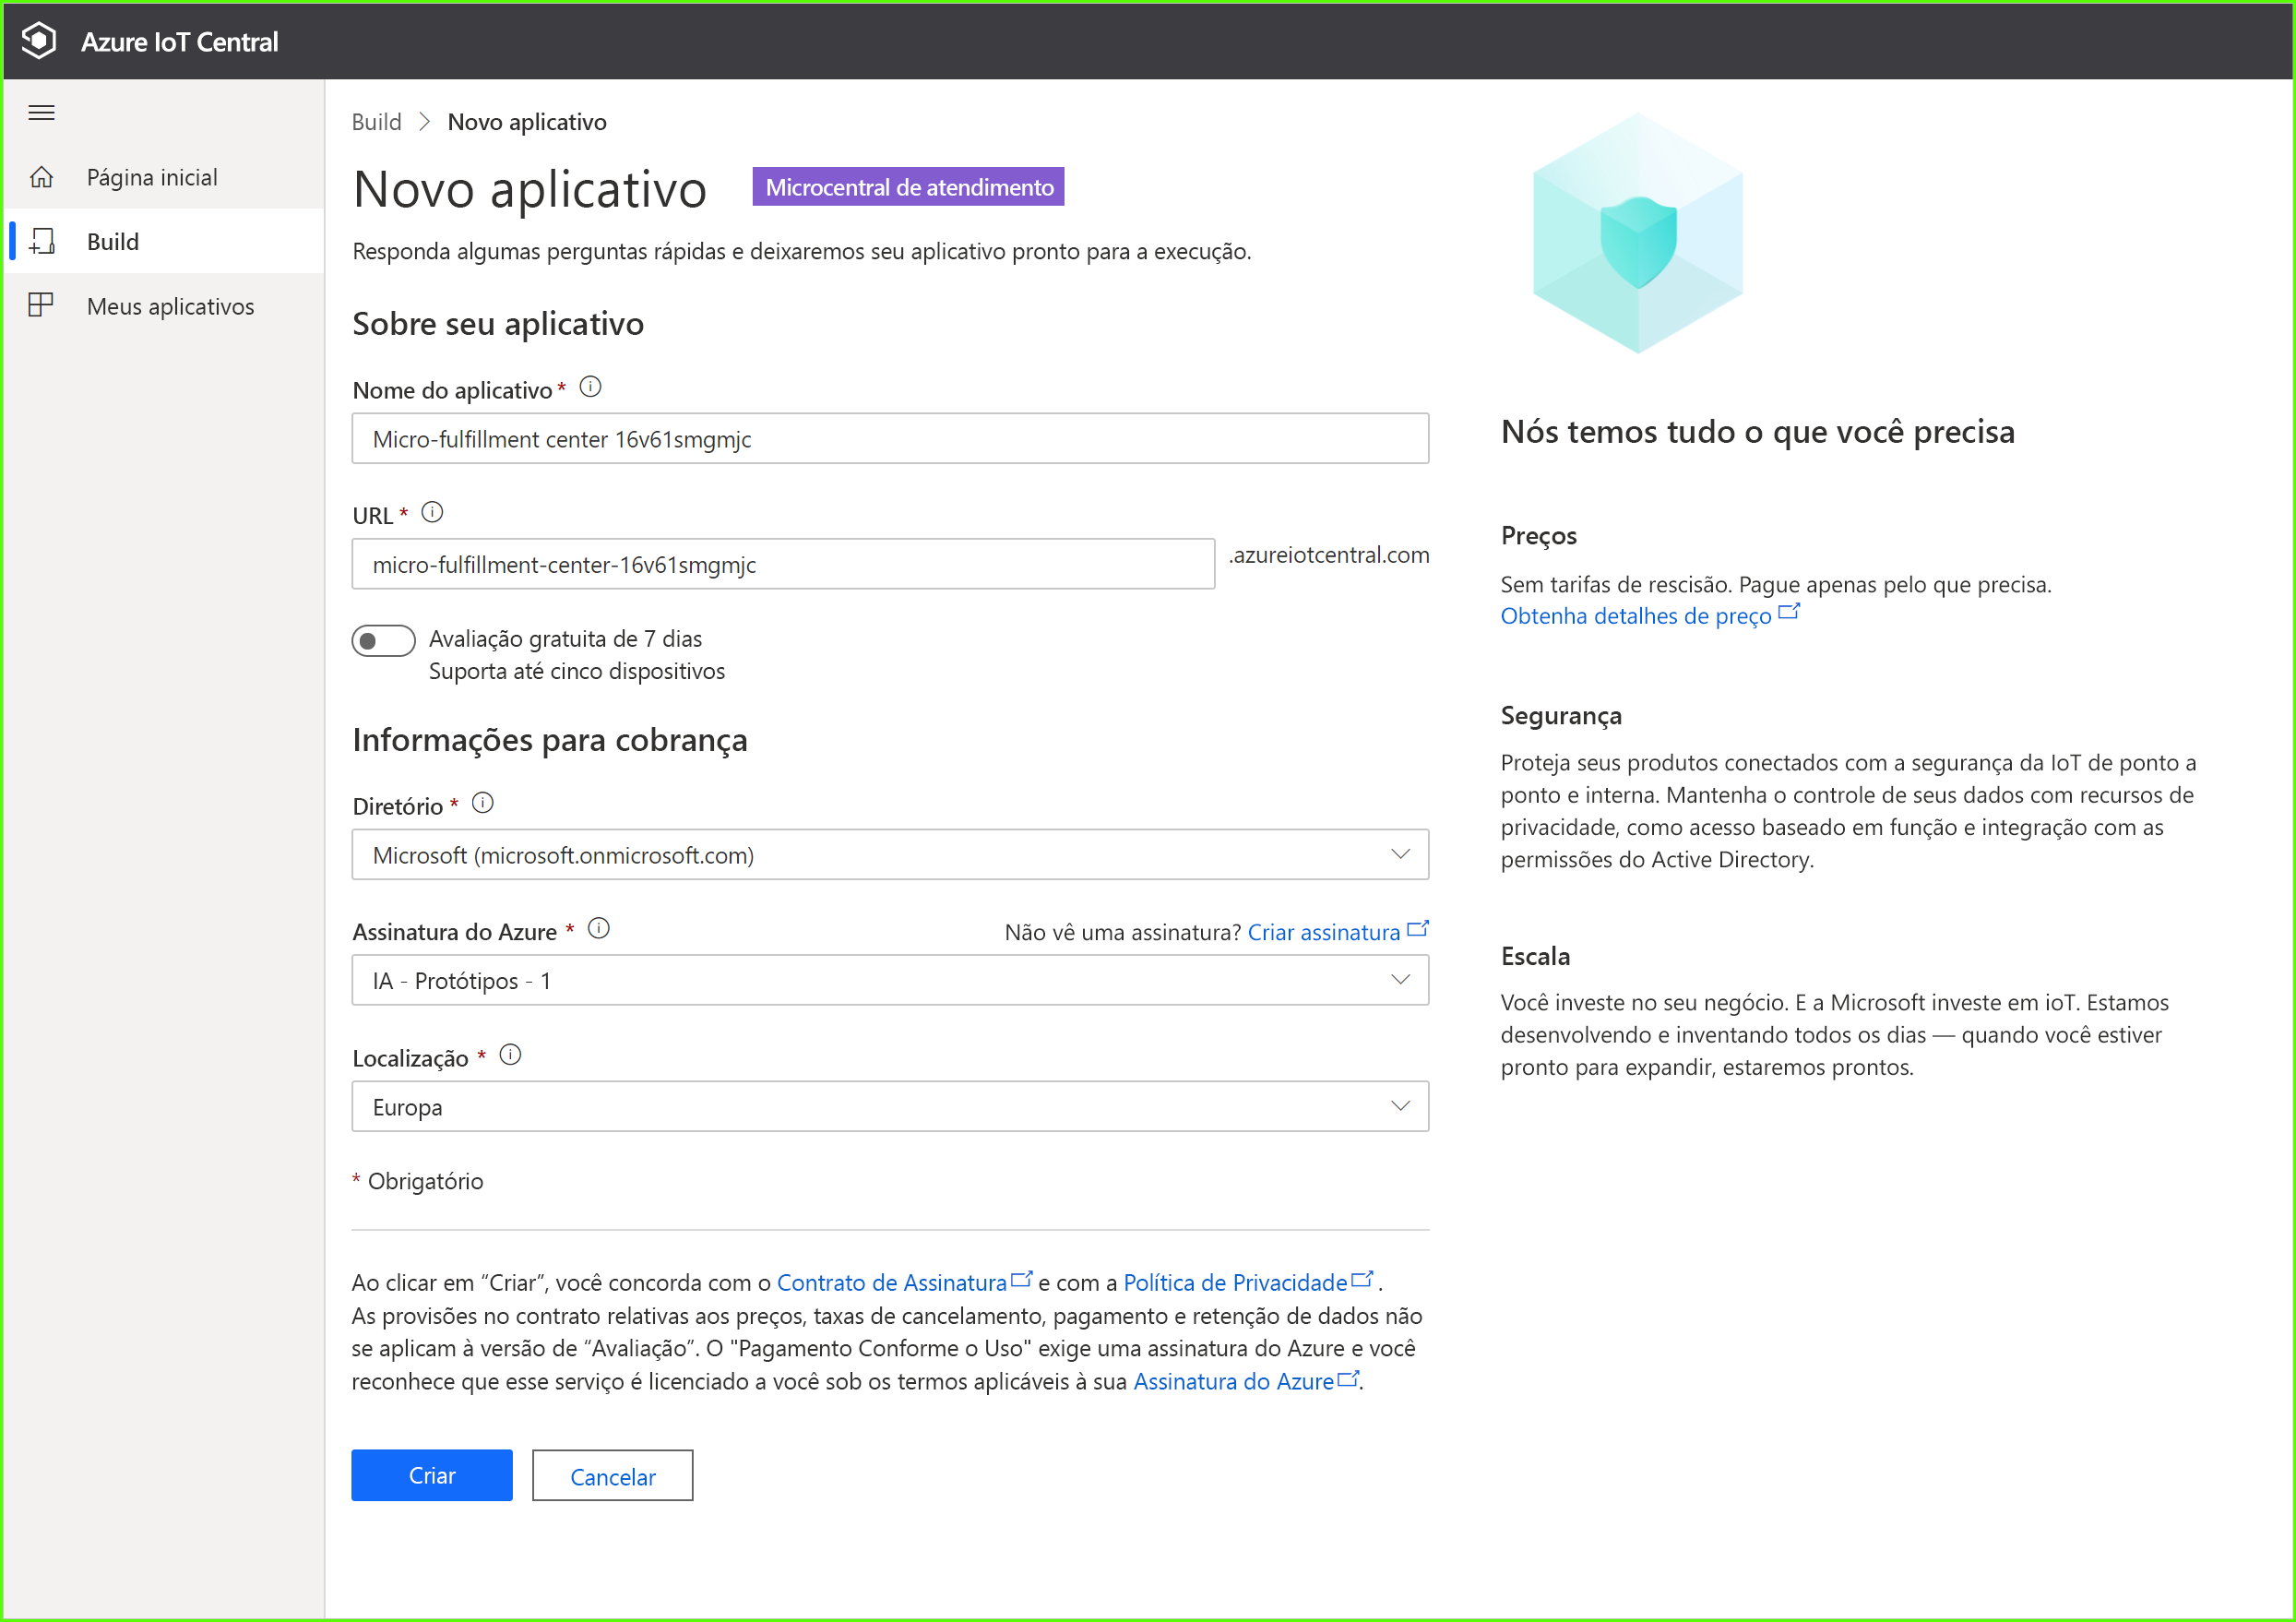 Azure IoT Central
Página inicial
Build
Meus aplicativos
Build > Novo aplicativo
Novo aplicativo
Microcentral de atendimento
Responda algumas perguntas rápidas e deixaremos seu aplicativo pronto para a execução.
Sobre seu aplicativo
Nome do aplicativo *
Micro-fulfillment center 16v61smgmjc
URL *
micro-fulfillment-center-16v61smgmjc
.azureiotcentral.com
Avaliação gratuita de 7 dias
Suporta até cinco dispositivos
Informações para cobrança
Diretório *
Microsoft (microsoft.onmicrosoft.com)
Assinatura do Azure *
Não vê uma assinatura? Criar assinatura
IA - Protótipos - 1
Localização *
Europa
* Obrigatório
Ao clicar em “Criar”, você concorda com o Contrato de Assinatura e com a Política de Privacidade .
As provisões no contrato relativas aos preços, taxas de cancelamento, pagamento e retenção de dados não
se aplicam à versão de “Avaliação”. O "Pagamento Conforme o Uso" exige uma assinatura do Azure e você
reconhece que esse serviço é licenciado a você sob os termos aplicáveis à sua Assinatura do Azure.
Criar
Cancelar
Nós temos tudo o que você precisa
Preços
Sem tarifas de rescisão. Pague apenas pelo que precisa.
Obtenha detalhes de preço
Segurança
Proteja seus produtos conectados com a segurança da IoT de ponto a
ponto e interna. Mantenha o controle de seus dados com recursos de
privacidade, como acesso baseado em função e integração com as
permissões do Active Directory.
Escala
Você investe no seu negócio. E a Microsoft investe em ioT. Estamos
desenvolvendo e inventando todos os dias — quando você estiver
pronto para expandir, estaremos prontos.